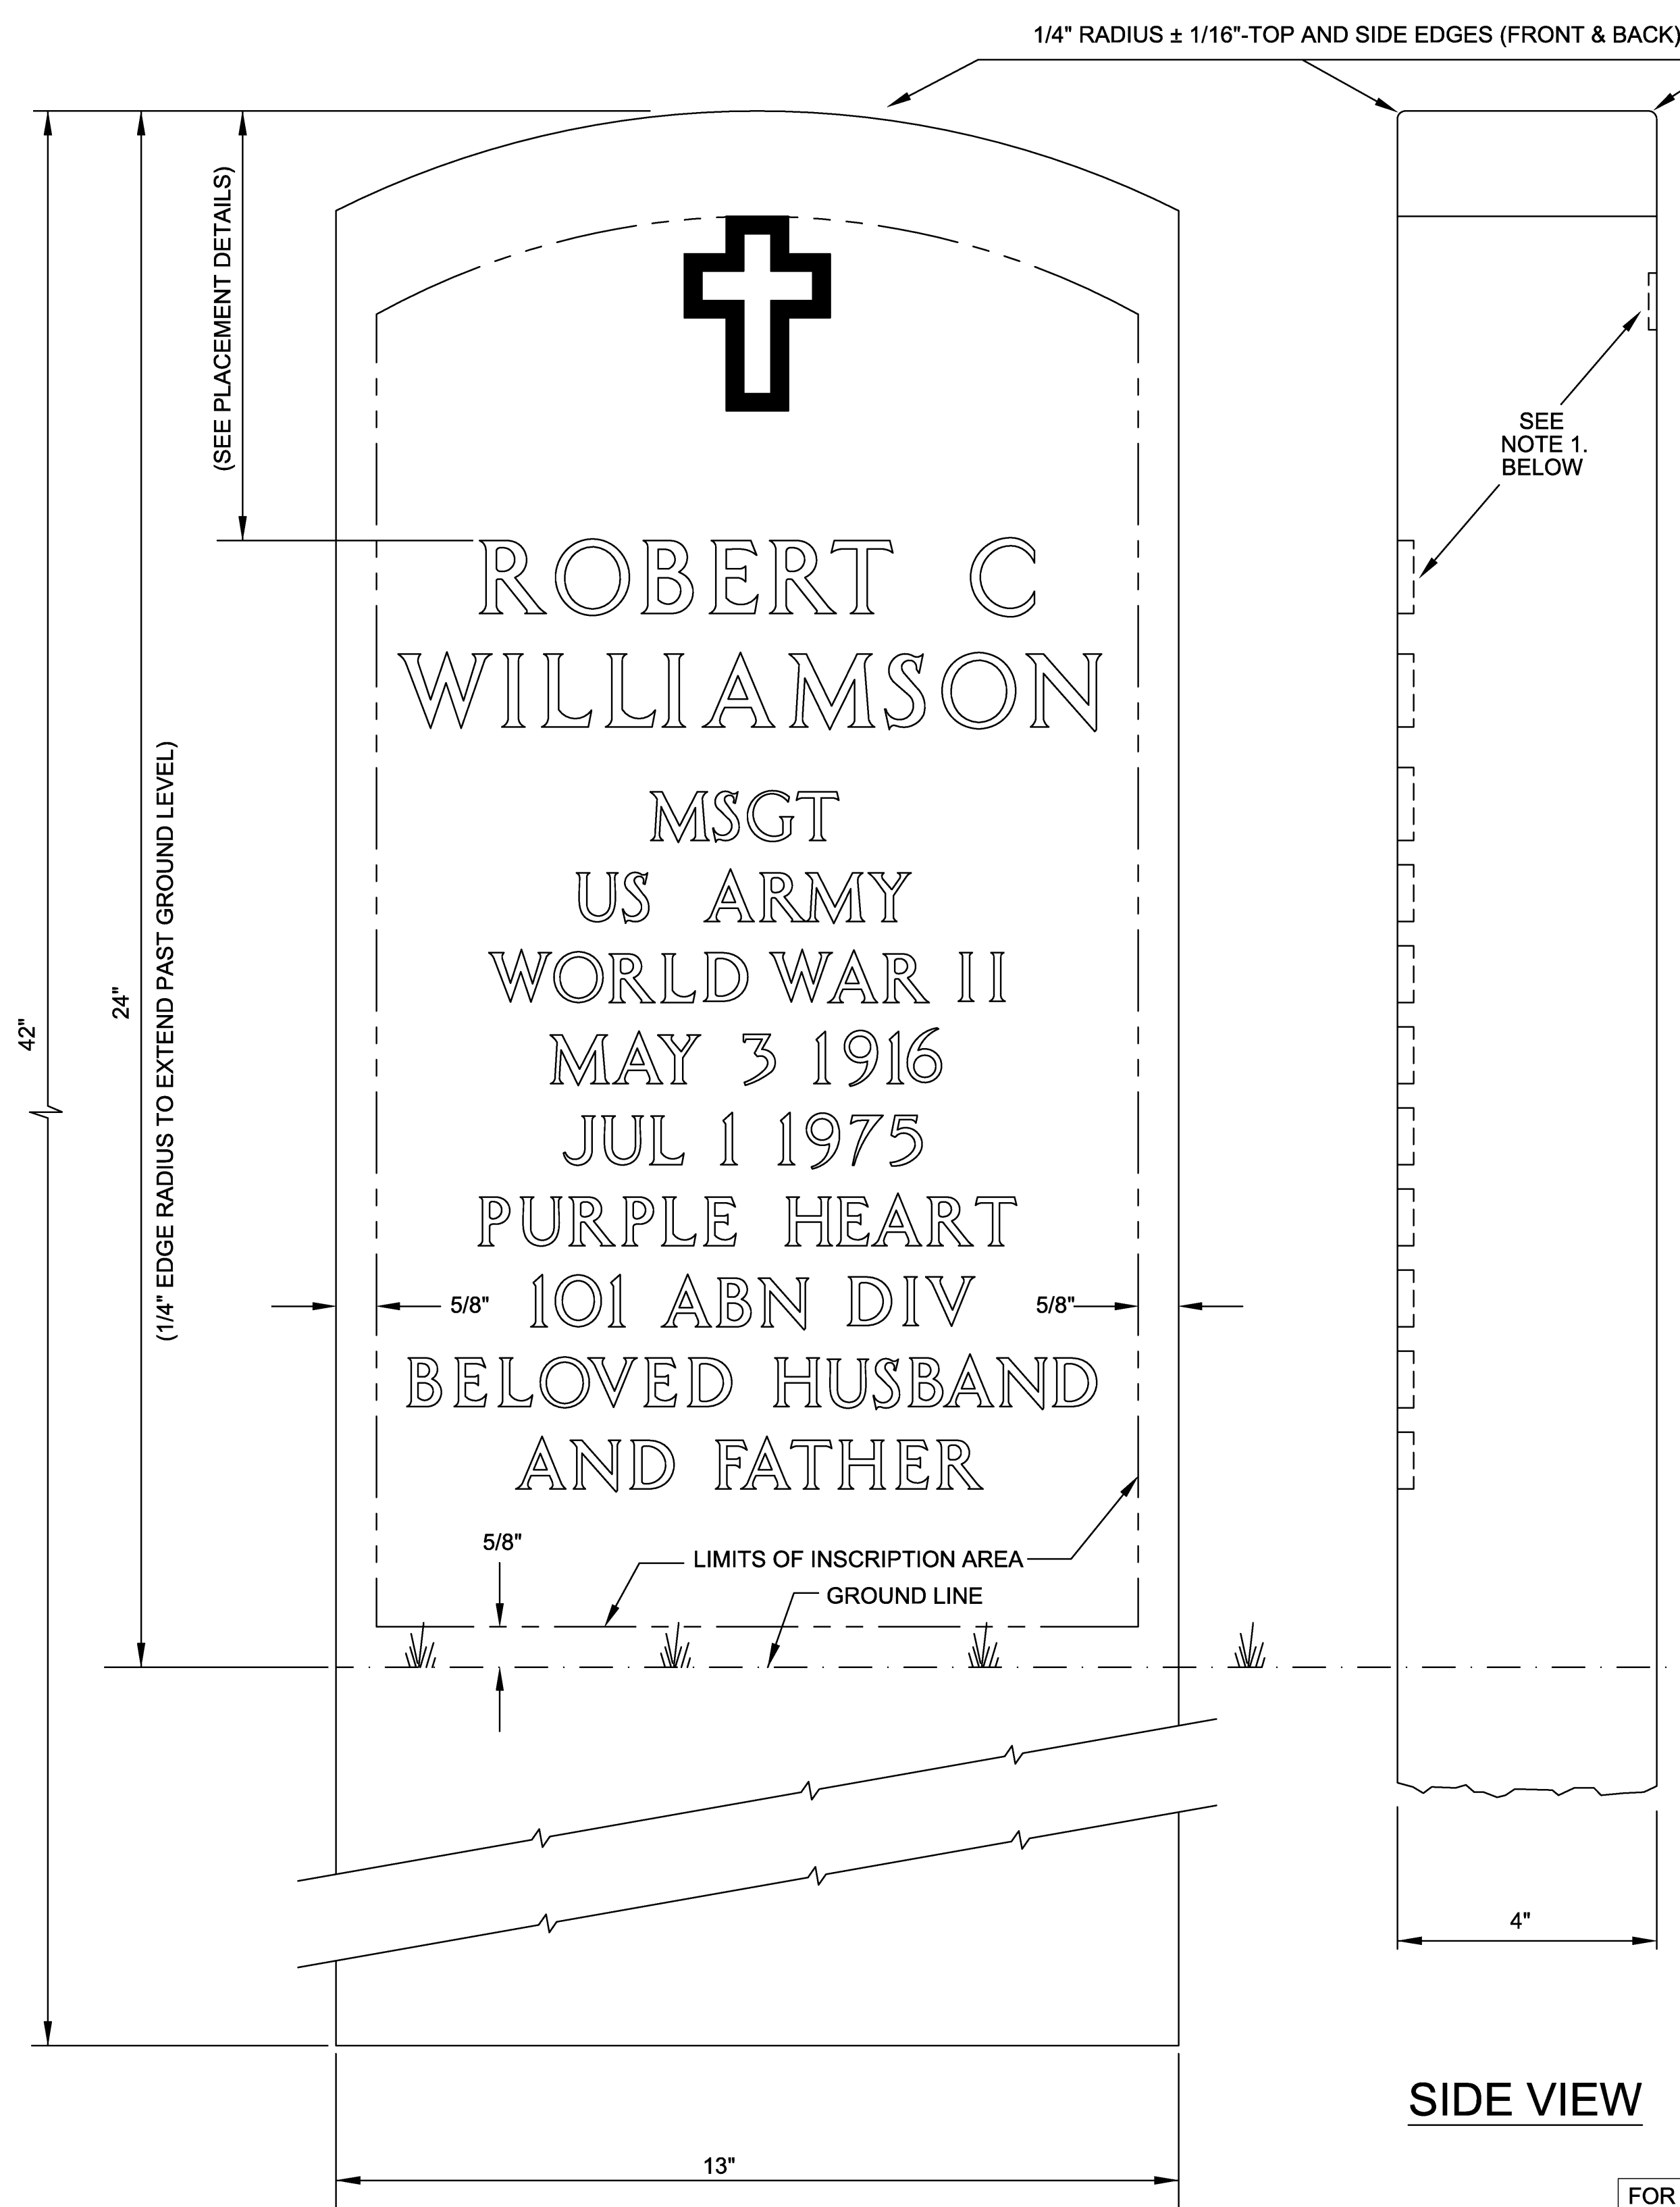 1/4" RADIUS ± 1/16"-TOP AND SIDE EDGES (FRONT & BACK)
(SEE PLACEMENT DETAILS)
SEE
NOTE 1.
BELOW
ROBERT C
WILLIAMSON
MSGT
US ARMY
WORLD WAR II
MAY 3 1916
JUL 1 1975
PURPLE HEART
101 ABN DIV
BELOVED HUSBAND
AND FATHER
42"
24"
(1/4" EDGE RADIUS TO EXTEND PAST GROUND LEVEL)
5/8"
5/8"
5/8"
LIMITS OF INSCRIPTION AREA
GROUND LINE
4"
SIDE VIEW
13"
FOR